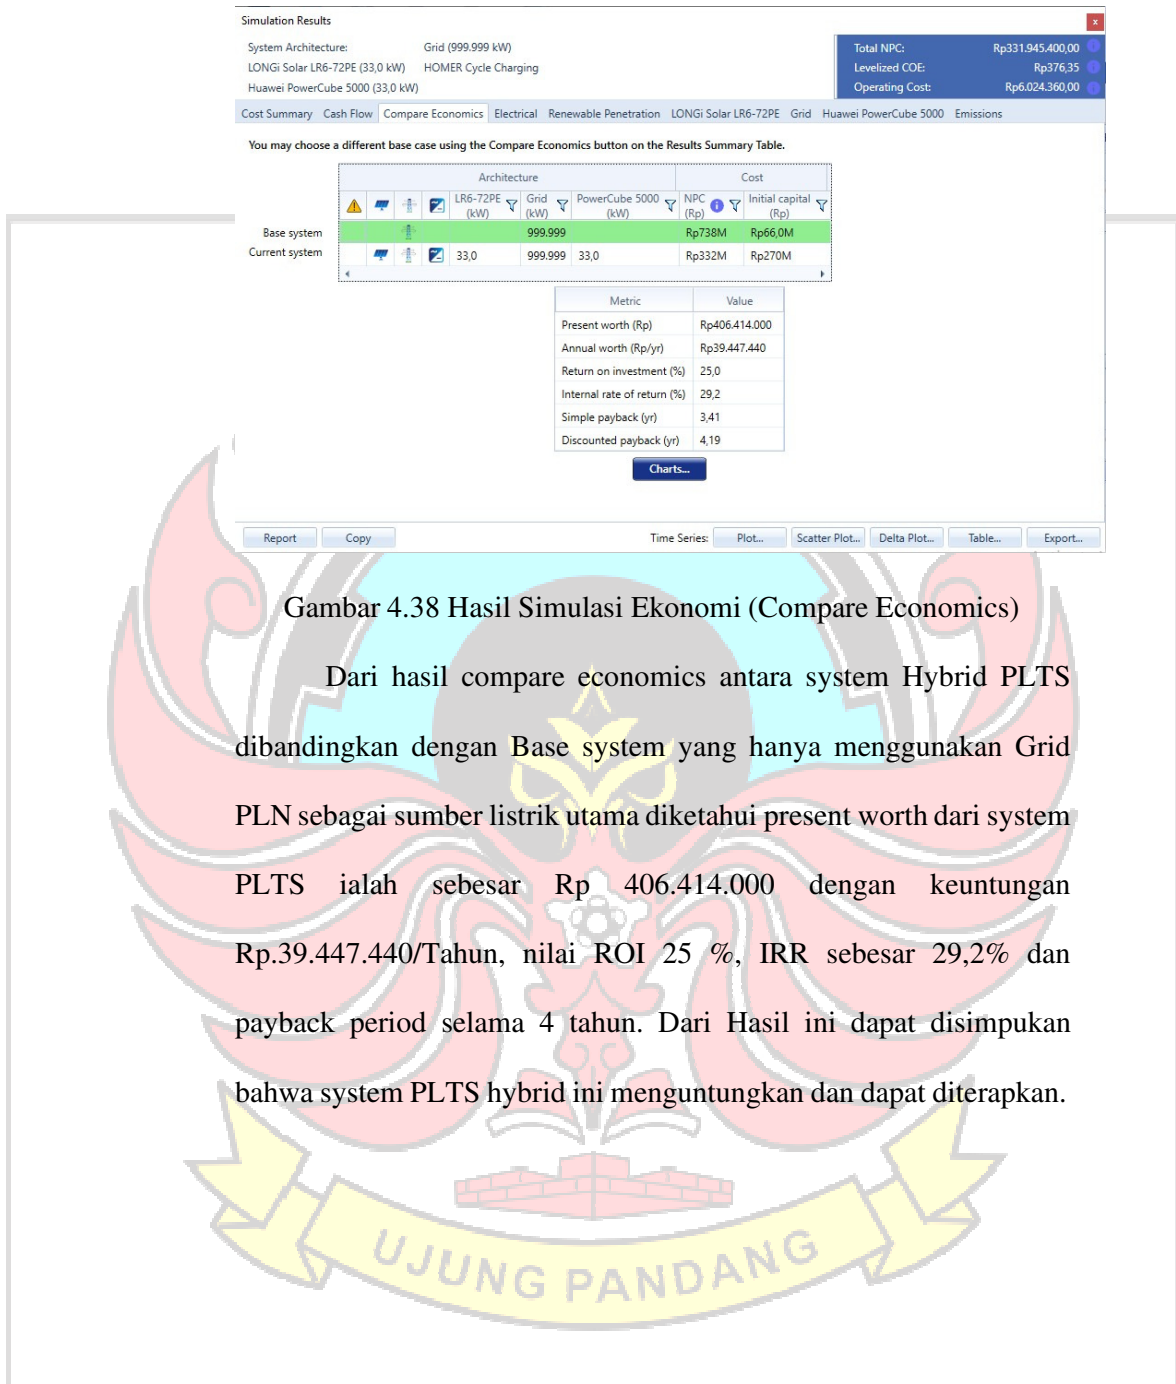 Simulation Results
x
System Architecture: Grid (999.999 kW)
LONGi Solar LR6-72PE (33,0 kW) HOMER Cycle Charging
Huawei PowerCube 5000 (33,0 kW)
Total NPC: Rp331.945.400,00
Levelized COE: Rp376,35
Operating Cost: Rp6.024.360,00
Cost Summary Cash Flow Compare Economics Electrical Renewable Penetration LONGi Solar LR6-72PE Grid Huawei PowerCube 5000 Emissions
You may choose a different base case using the Compare Economics button on the Results Summary Table.
Architecture Cost
LR6-72PE (kW) Grid (kW) PowerCube 5000 (kW) NPC (Rp) Initial capital (Rp)
Base system 999.999 Rp738M Rp66,0M
Current system 33,0 999.999 33,0 Rp332M Rp270M
Metric Value
Present worth (Rp) Rp406.414.000
Annual worth (Rp/yr) Rp39.447.440
Return on investment (%) 25,0
Internal rate of return (%) 29,2
Simple payback (yr) 3,41
Discounted payback (yr) 4,19
Charts...
Report Copy Time Series: Plot... Scatter Plot... Delta Plot... Table... Export...
Gambar 4.38 Hasil Simulasi Ekonomi (Compare Economics)
Dari hasil compare economics antara system Hybrid PLTS
dibandingkan dengan Base system yang hanya menggunakan Grid
PLN sebagai sumber listrik utama diketahui present worth dari system
PLTS ialah sebesar Rp 406.414.000 dengan keuntungan
Rp.39.447.440/Tahun, nilai ROI 25 %, IRR sebesar 29,2% dan
payback period selama 4 tahun. Dari Hasil ini dapat disimpukan
bahwa system PLTS hybrid ini menguntungkan dan dapat diterapkan.
UJUNG PANDANG